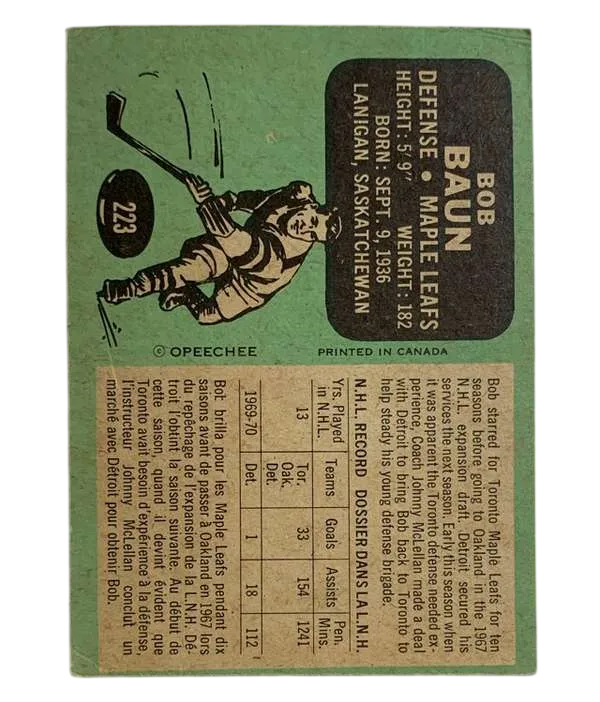 BOB
BAUN
DEFENSE • MAPLE LEAFS
HEIGHT: 5' 9" WEIGHT: 182
BORN: SEPT. 9, 1936
LANIGAN, SASKATCHEWAN
223
© OPEECHEE PRINTED IN CANADA
Bob starred for Toronto Maple Leafs for ten
seasons before going to Oakland in the 1967
N.H.L. expansion draft. Detroit secured his
services the next season. Early this season when
it was apparent the Toronto defense needed ex-
perience, Coach Johnny McLellan made a deal
with Detroit to bring Bob back to Toronto to
help steady his young defense brigade.
N.H.L. RECORD DOSSIER DANS LA L.N.H.
Yrs. Played in N.H.L. Teams Goals Assists Pen. Mins.
13 Tor. Oak. Det. 33 154 1241
1969-70 Det. 1 18 112
Bob brilla pour les Maple Leafs pendant dix
saisons avant de passer à Oakland en 1967 lors
du repêchage de l'expansion de la L.N.H. Dé-
troit l'obtint la saison suivante. Au début de
cette saison, quand il devint évident que
Toronto avait besoin d'expérience à la défense,
l'instructeur Johnny McLellan conclut un
marché avec Détroit pour obtenir Bob.